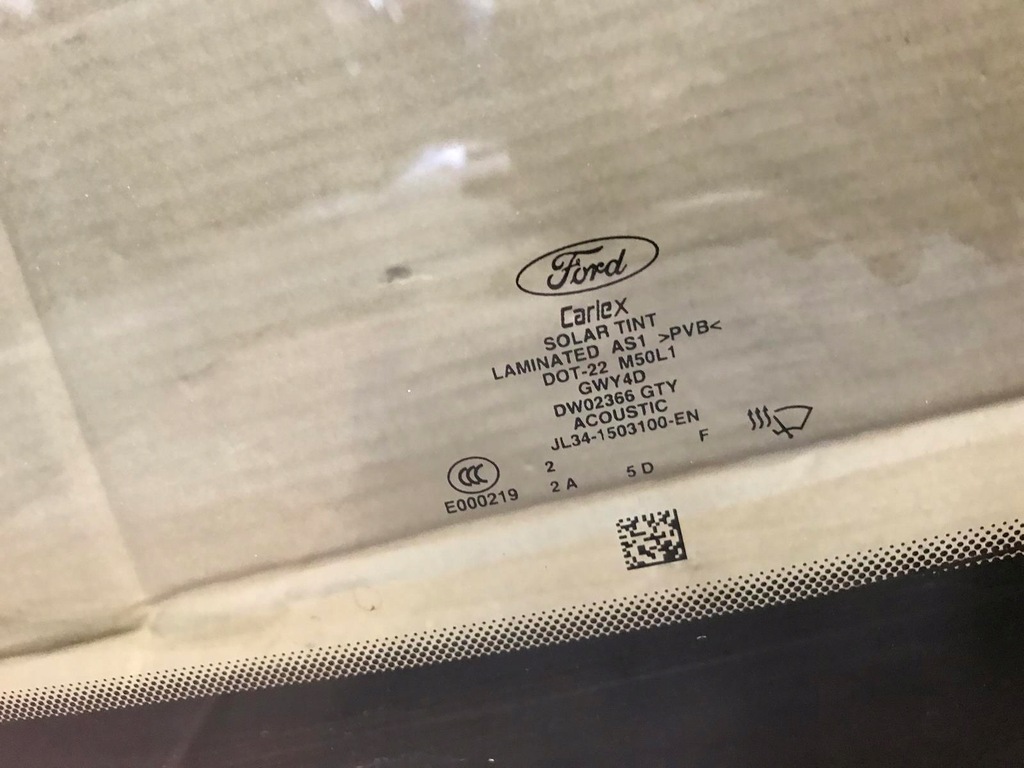 Ford
Carlex
SOLAR TINT
LAMINATED AS1 >PVB<
DOT-22 M50L1
GWY4D
DW02366 GTY
ACOUSTIC
JL34-1503100-EN
F
CCC
E000219
2
2 A 5 D